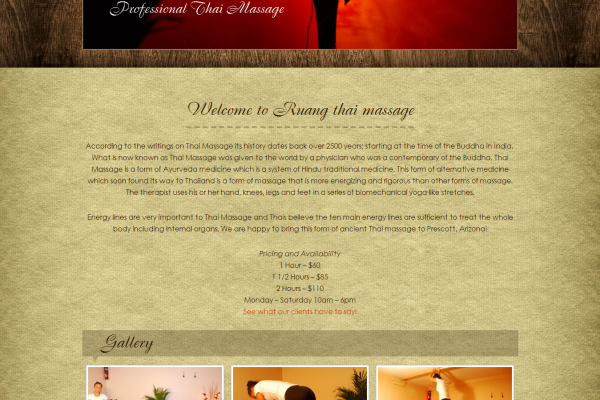 Professional Thai Massage
Welcome to Ruang thai massage
According to the writings on Thai Massage its history dates back over 2500 years; starting at the time of the Buddha in India.
What is now known as Thai Massage was given to the world by a physician who was a contemporary of the Buddha. Thai
Massage is a form of Ayurveda medicine which is a system of Hindu traditional medicine. This form of alternative medicine
which soon found its way to Thailand is a form of massage that is more energizing and rigorous than other forms of massage.
The therapist uses his or her hand, knees, legs and feet in a series of biomechanical yoga-like stretches.
Energy lines are very important to Thai Massage and Thais believe the ten main energy lines are sufficient to treat the whole
body including internal organs. We are happy to bring this form of ancient Thai massage to Prescott, Arizona!
Pricing and Availability
1 Hour – $60
1 1/2 Hours – $85
2 Hours – $110
Monday – Saturday 10am – 6pm
See what our clients have to say!
Gallery